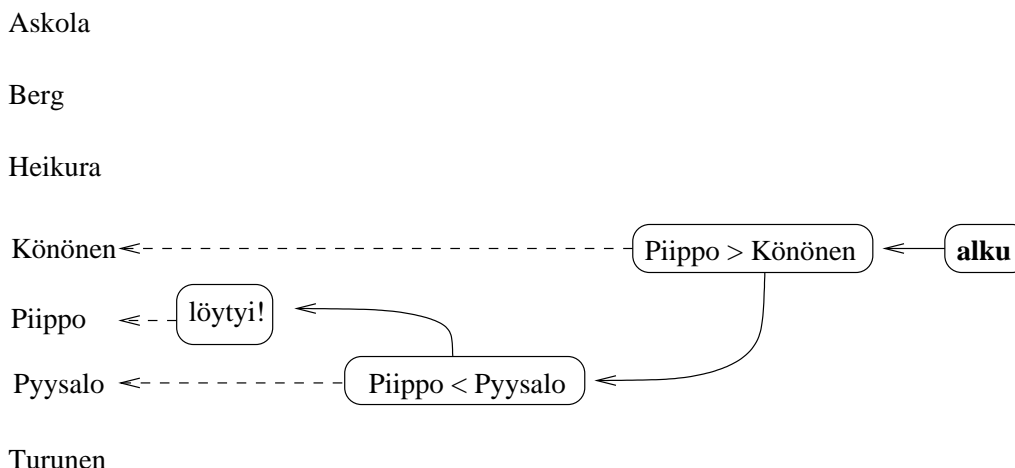 Askola
Berg
Heikura
Könönen Piippo > Könönen alku
Piippo löytyi!
Pyysalo Piippo < Pyysalo
Turunen